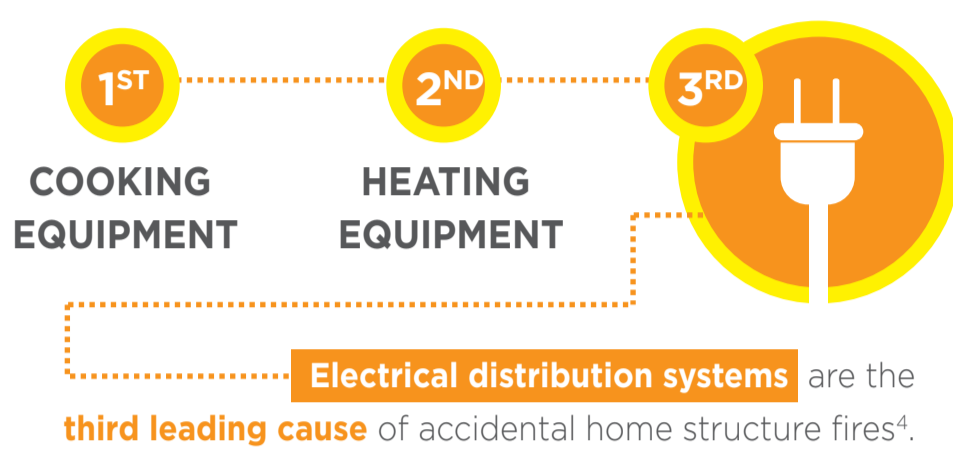 1ST
2ND
3RD
COOKING
EQUIPMENT
HEATING
EQUIPMENT
Electrical distribution systems are the
third leading cause of accidental home structure fires⁴.